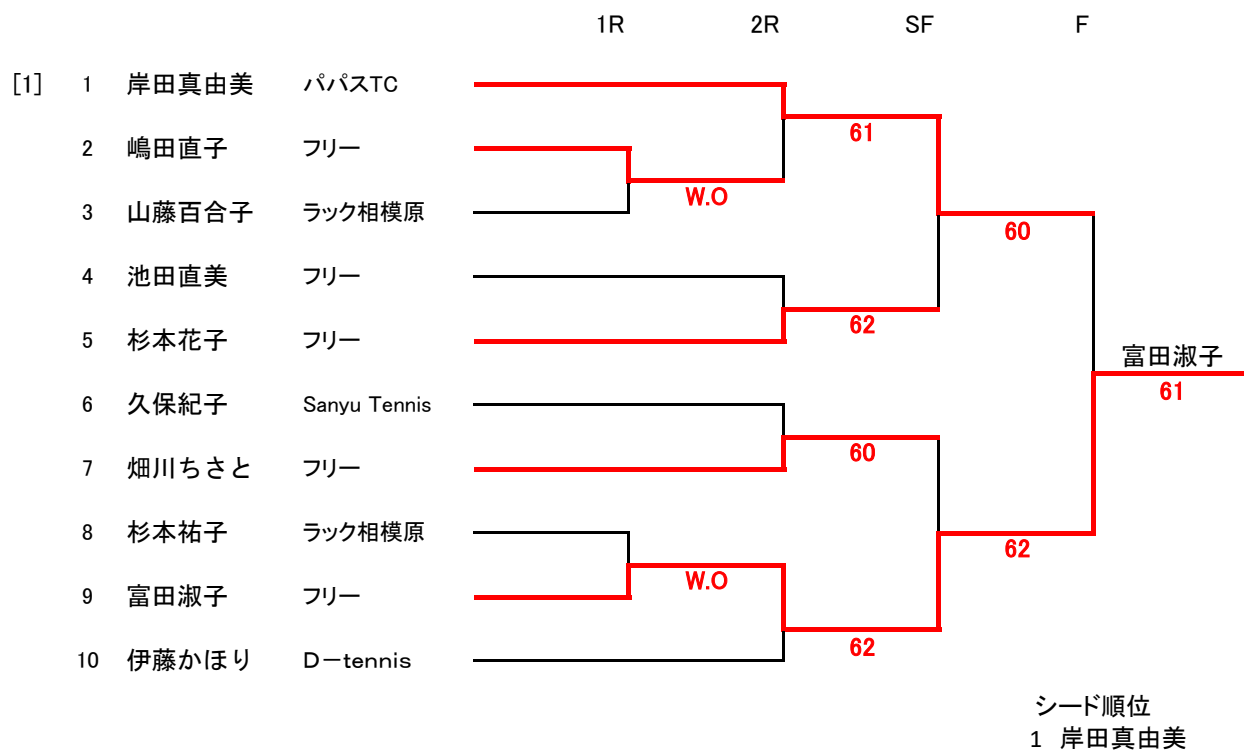 1R 2R SF F
[1] 1 岸田真由美 パパスTC
61
2 嶋田直子 フリー
W.O
3 山藤百合子 ラック相模原
60
4 池田直美 フリー
62
5 杉本花子 フリー
富田淑子
61
6 久保紀子 Sanyu Tennis
60
7 畑川ちさと フリー
8 杉本祐子 ラック相模原
62
W.O
9 富田淑子 フリー
62
10 伊藤かほり D－tennis
シード順位
1 岸田真由美